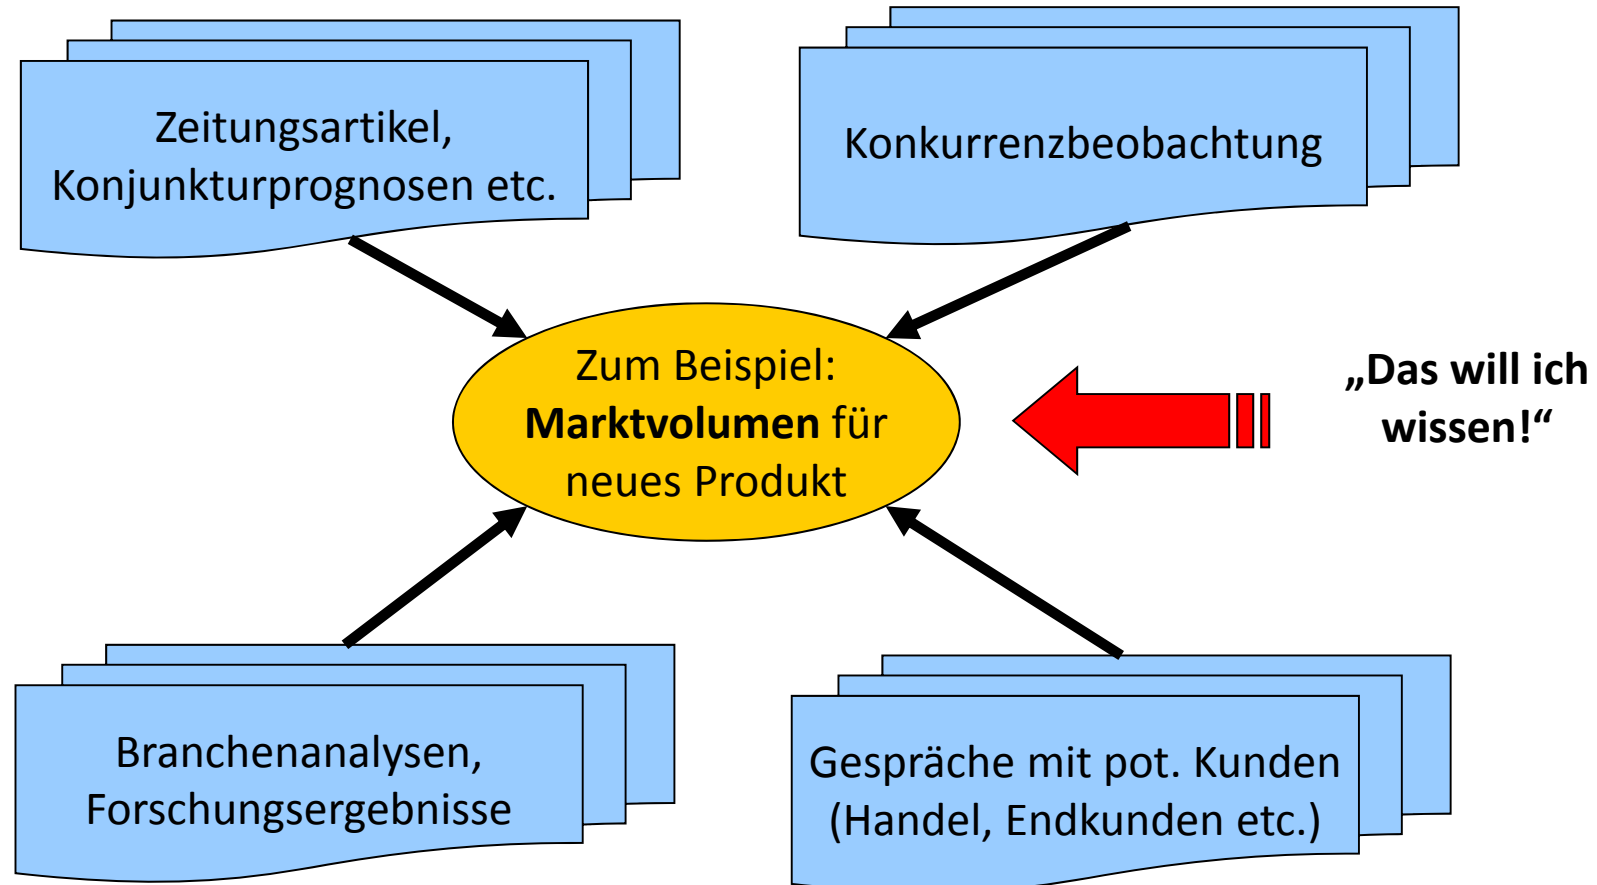 Zeitungsartikel,
Konjunkturprognosen etc.
Konkurrenzbeobachtung
Zum Beispiel:
Marktvolumen für
neues Produkt
„Das will ich
wissen!“
Branchenanalysen,
Forschungsergebnisse
Gespräche mit pot. Kunden
(Handel, Endkunden etc.)